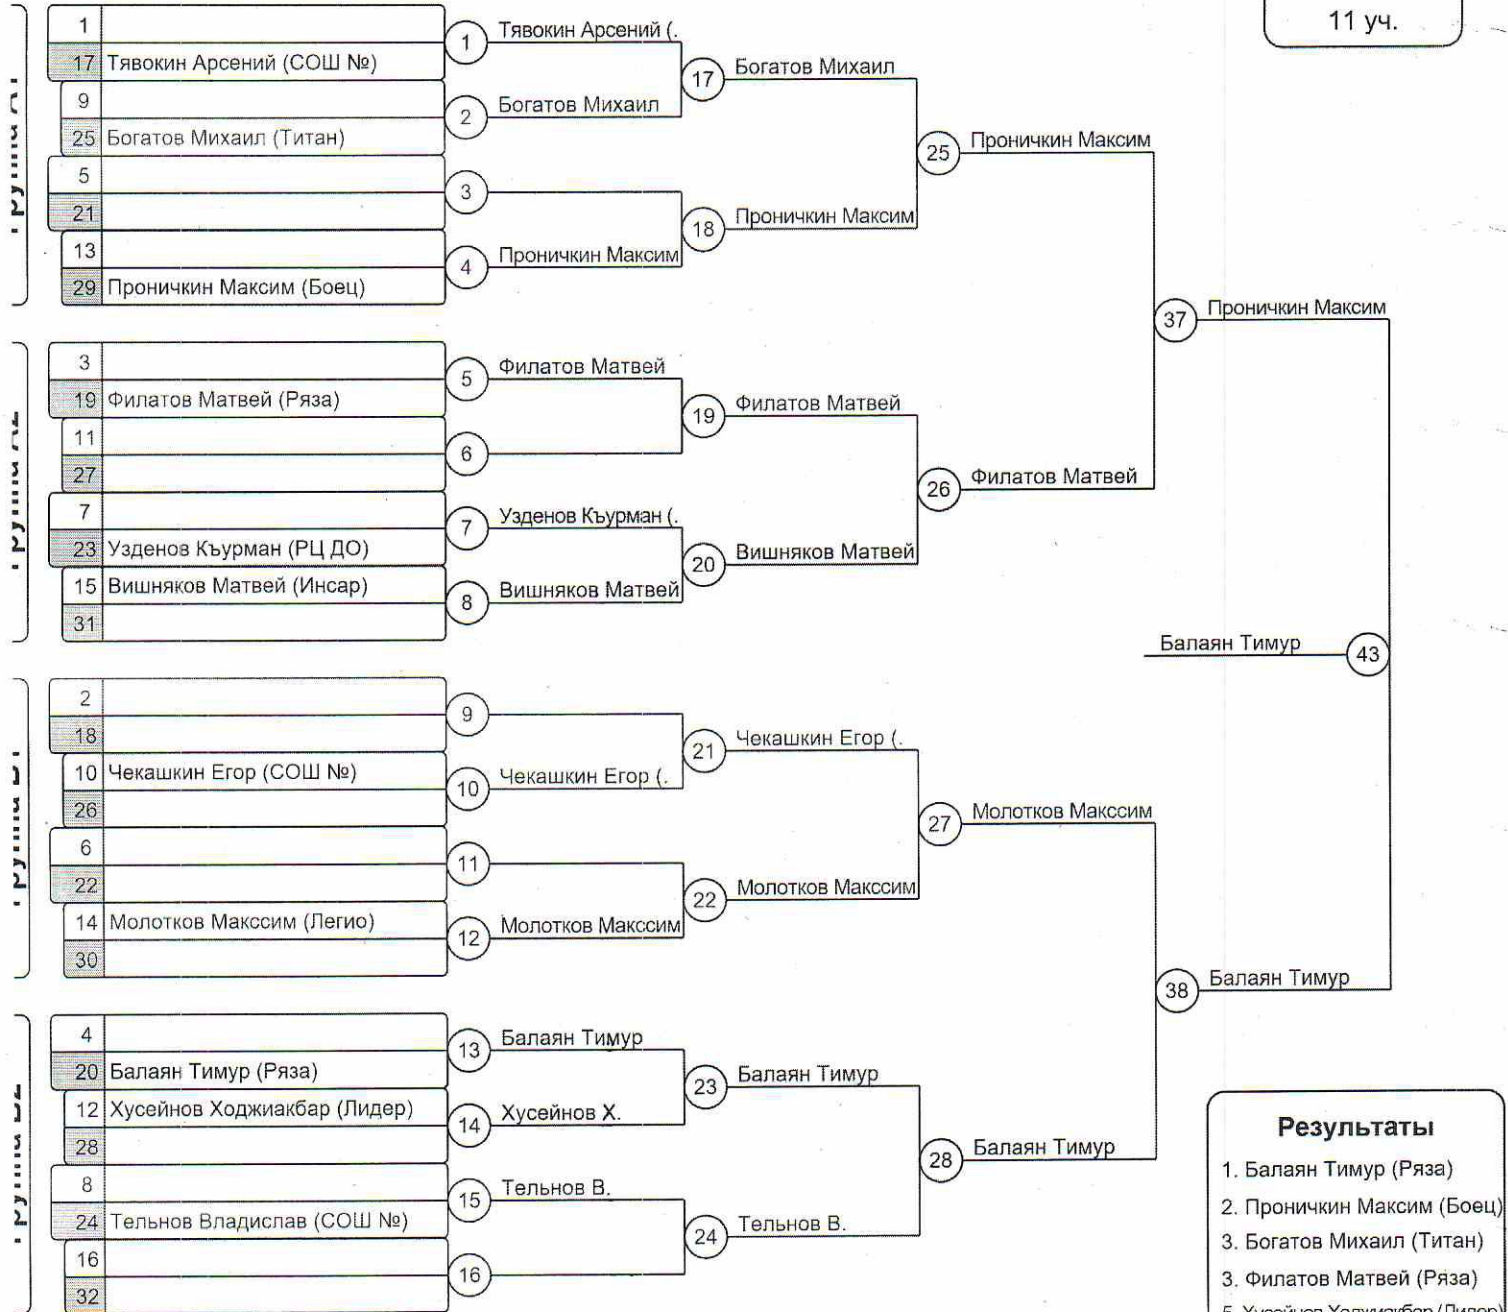 11 уч.
1
17 Тявокин Арсений (СОШ №)
9
25 Богатов Михаил (Титан)
5
21
13
29 Проничкин Максим (Боец)
1 Тявокин Арсений (.
2 Богатов Михаил
3
4 Проничкин Максим
17 Богатов Михаил
18 Проничкин Максим
25 Проничкин Максим
3
19 Филатов Матвей (Ряза)
11
27
7
23 Узденов Къурман (РЦ ДО)
15 Вишняков Матвей (Инсар)
31
5 Филатов Матвей
6
7 Узденов Къурман (.
8 Вишняков Матвей
19 Филатов Матвей
20 Вишняков Матвей
26 Филатов Матвей
37 Проничкин Максим
Балаян Тимур 43
2
18
10 Чекашкин Егор (СОШ №)
26
6
22
14 Молотков Макссим (Легио)
30
9
10 Чекашкин Егор (.
11
12 Молотков Макссим
21 Чекашкин Егор (.
22 Молотков Макссим
27 Молотков Макссим
4
20 Балаян Тимур (Ряза)
12 Хусейнов Ходжиакбар (Лидер)
28
8
24 Тельнов Владислав (СОШ №)
16
32
13 Балаян Тимур
14 Хусейнов Х.
15 Тельнов В.
16
23 Балаян Тимур
24 Тельнов В.
28 Балаян Тимур
38 Балаян Тимур
Результаты
1. Балаян Тимур (Ряза)
2. Проничкин Максим (Боец)
3. Богатов Михаил (Титан)
3. Филатов Матвей (Ряза)
5. Хусейнов Ходжиакбар (Лидер)